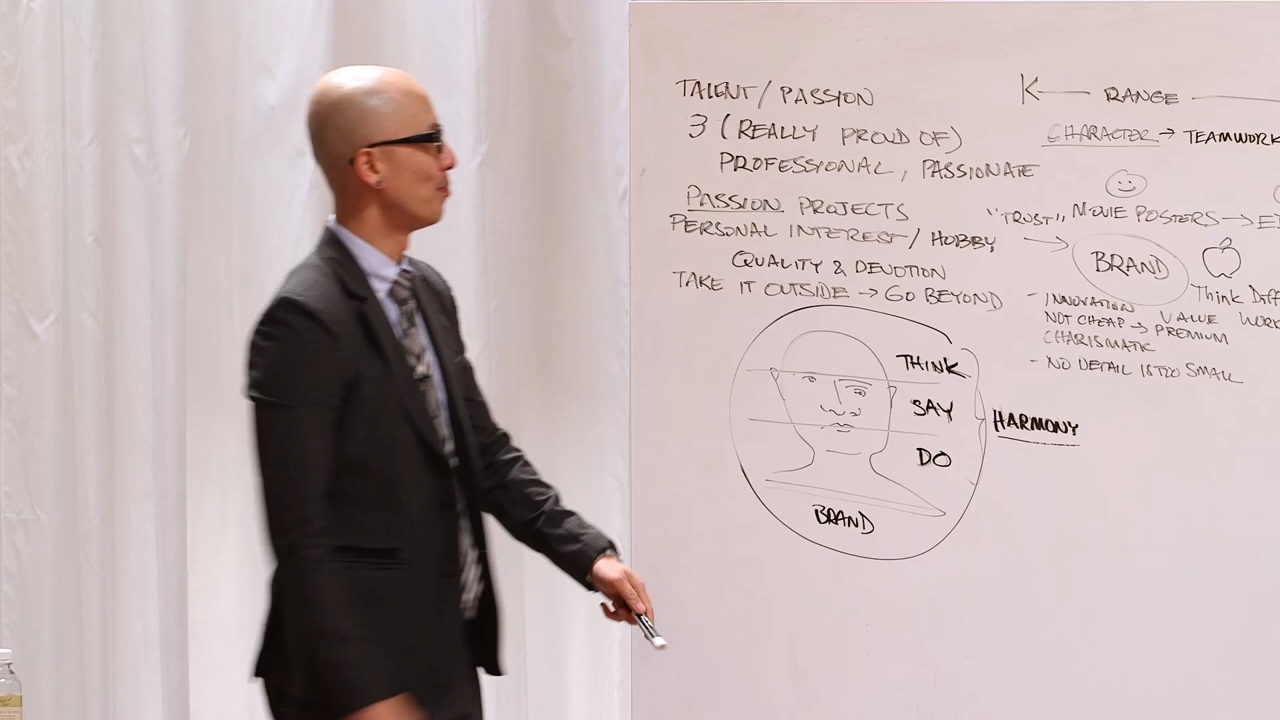 TALENT/PASSION
3 (REALLY PROUD OF)
PROFESSIONAL, PASSIONATE
PASSION PROJECTS
PERSONAL INTEREST/HOBBY
QUALITY & DEVOTION
TAKE IT OUTSIDE → GO BEYOND
THINK
SAY
DO
HARMONY
BRAND
RANGE
CHARACTER → TEAMWORK
"TRUST", MOVIE POSTERS →
BRAND
Think
- INNOVATION VALUE
NOT CHEAP → PREMIUM
CHARISMATIC
- NO DETAIL IS TOO SMALL